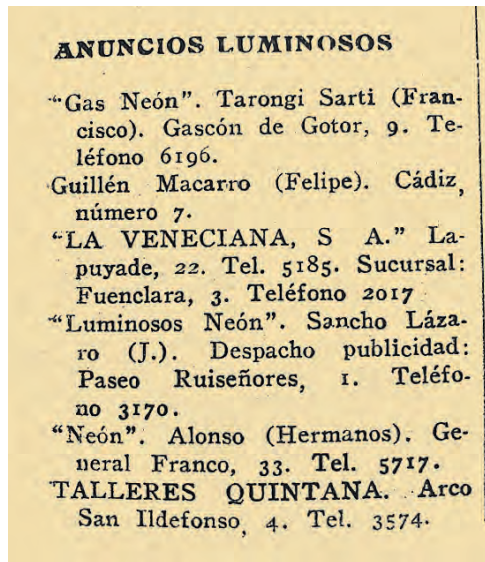 ANUNCIOS LUMINOSOS
“Gas Neón”. Tarongi Sarti (Fran-
cisco). Gascón de Gotor, 9. Te-
léfono 6196.
Guillén Macarro (Felipe). Cádiz,
número 7.
“LA VENECIANA, S A.” La-
puyade, 22. Tel. 5185. Sucursal:
Fuenclara, 3. Teléfono 2017
“Luminosos Neón”. Sancho Láza-
ro (J.). Despacho publicidad:
Paseo Ruiseñores, 1. Teléfo-
no 3170.
“Neón”. Alonso (Hermanos). Ge-
neral Franco, 33. Tel. 5717.
TALLERES QUINTANA. Arco
San Ildefonso, 4. Tel. 3574.